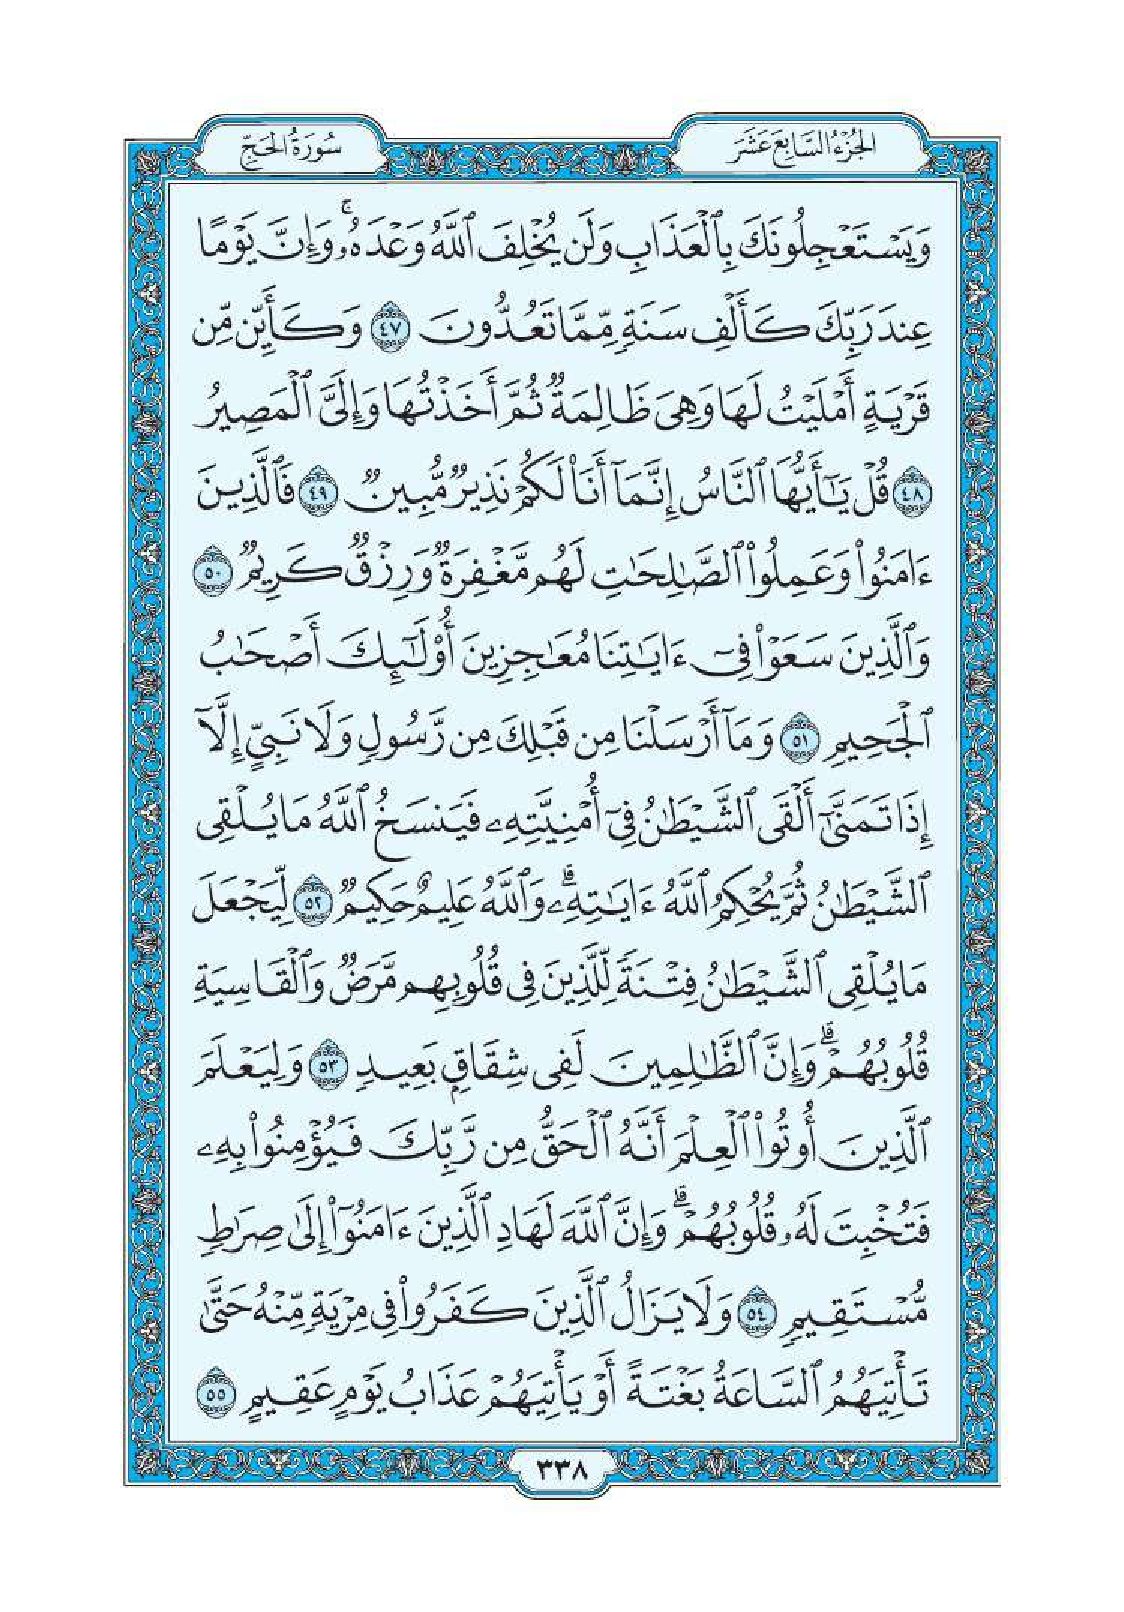 الجُزْءُ السَّابِعَ عَشَرَ
سُورَةُ الحَجِّ
وَيَسْتَعْجِلُونَكَ بِٱلْعَذَابِ وَلَن يُخْلِفَ ٱللَّهُ وَعْدَهُۥۚ وَإِنَّ يَوْمًا
عِندَ رَبِّكَ كَأَلْفِ سَنَةٍ مِّمَّا تَعُدُّونَ ٤٧ وَكَأَيِّن مِّن
قَرْيَةٍ أَمْلَيْتُ لَهَا وَهِىَ ظَالِمَةٌ ثُمَّ أَخَذْتُهَا وَإِلَىَّ ٱلْمَصِيرُ
٤٨ قُلْ يَٰٓأَيُّهَا ٱلنَّاسُ إِنَّمَآ أَنَا۠ لَكُمْ نَذِيرٌ مُّبِينٌ ٤٩ فَٱلَّذِينَ
ءَامَنُوا۟ وَعَمِلُوا۟ ٱلصَّٰلِحَٰتِ لَهُم مَّغْفِرَةٌ وَرِزْقٌ كَرِيمٌ ٥٠
وَٱلَّذِينَ سَعَوْا۟ فِىٓ ءَايَٰتِنَا مُعَٰجِزِينَ أُو۟لَٰٓئِكَ أَصْحَٰبُ
ٱلْجَحِيمِ ٥١ وَمَآ أَرْسَلْنَا مِن قَبْلِكَ مِن رَّسُولٍ وَلَا نَبِىٍّ إِلَّآ
إِذَا تَمَنَّىٰٓ أَلْقَى ٱلشَّيْطَٰنُ فِىٓ أُمْنِيَّتِهِۦ فَيَنسَخُ ٱللَّهُ مَا يُلْقِى
ٱلشَّيْطَٰنُ ثُمَّ يُحْكِمُ ٱللَّهُ ءَايَٰتِهِۦۗ وَٱللَّهُ عَلِيمٌ حَكِيمٌ ٥٢ لِّيَجْعَلَ
مَا يُلْقِى ٱلشَّيْطَٰنُ فِتْنَةً لِّلَّذِينَ فِى قُلُوبِهِم مَّرَضٌ وَٱلْقَاسِيَةِ
قُلُوبُهُمْۗ وَإِنَّ ٱلظَّٰلِمِينَ لَفِى شِقَاقٍۭ بَعِيدٍ ٥٣ وَلِيَعْلَمَ
ٱلَّذِينَ أُوتُوا۟ ٱلْعِلْمَ أَنَّهُ ٱلْحَقُّ مِن رَّبِّكَ فَيُؤْمِنُوا۟ بِهِۦ
فَتُخْبِتَ لَهُۥ قُلُوبُهُمْۗ وَإِنَّ ٱللَّهَ لَهَادِ ٱلَّذِينَ ءَامَنُوٓا۟ إِلَىٰ صِرَٰطٍ
مُّسْتَقِيمٍ ٥٤ وَلَا يَزَالُ ٱلَّذِينَ كَفَرُوا۟ فِى مِرْيَةٍ مِّنْهُ حَتَّىٰ
تَأْتِيَهُمُ ٱلسَّاعَةُ بَغْتَةً أَوْ يَأْتِيَهُمْ عَذَابُ يَوْمٍ عَقِيمٍ ٥٥
٣٣٨